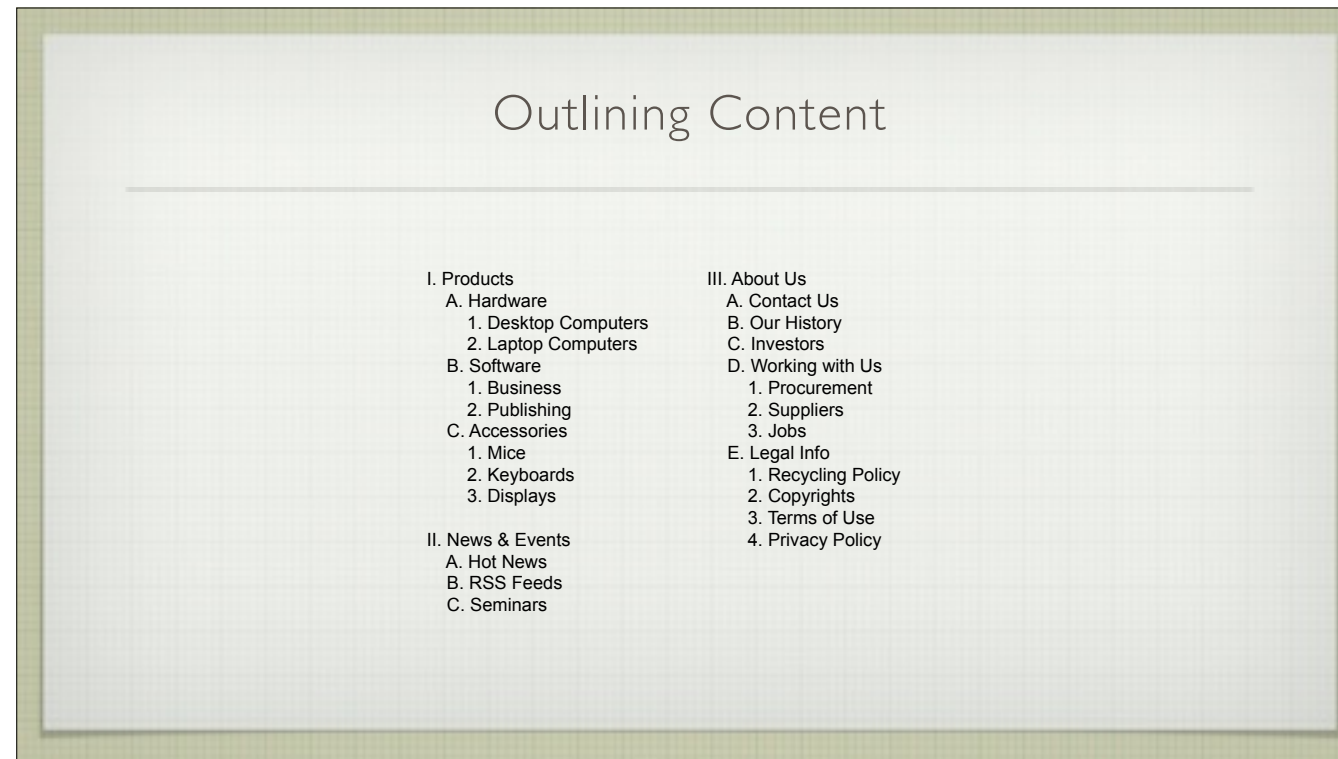 Outlining Content
I. Products
A. Hardware
1. Desktop Computers
2. Laptop Computers
B. Software
1. Business
2. Publishing
C. Accessories
1. Mice
2. Keyboards
3. Displays
II. News & Events
A. Hot News
B. RSS Feeds
C. Seminars
III. About Us
A. Contact Us
B. Our History
C. Investors
D. Working with Us
1. Procurement
2. Suppliers
3. Jobs
E. Legal Info
1. Recycling Policy
2. Copyrights
3. Terms of Use
4. Privacy Policy